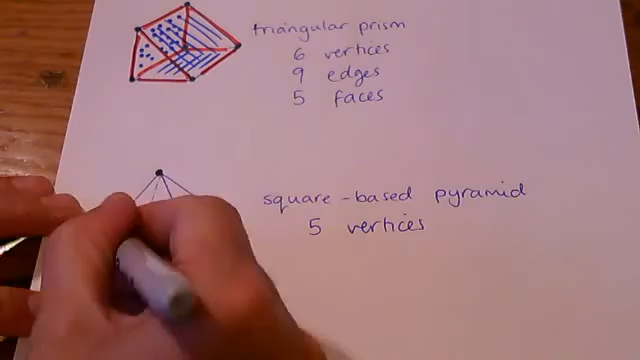 triangular prism
6 vertices
9 edges
5 faces
square-based pyramid
5 vertices